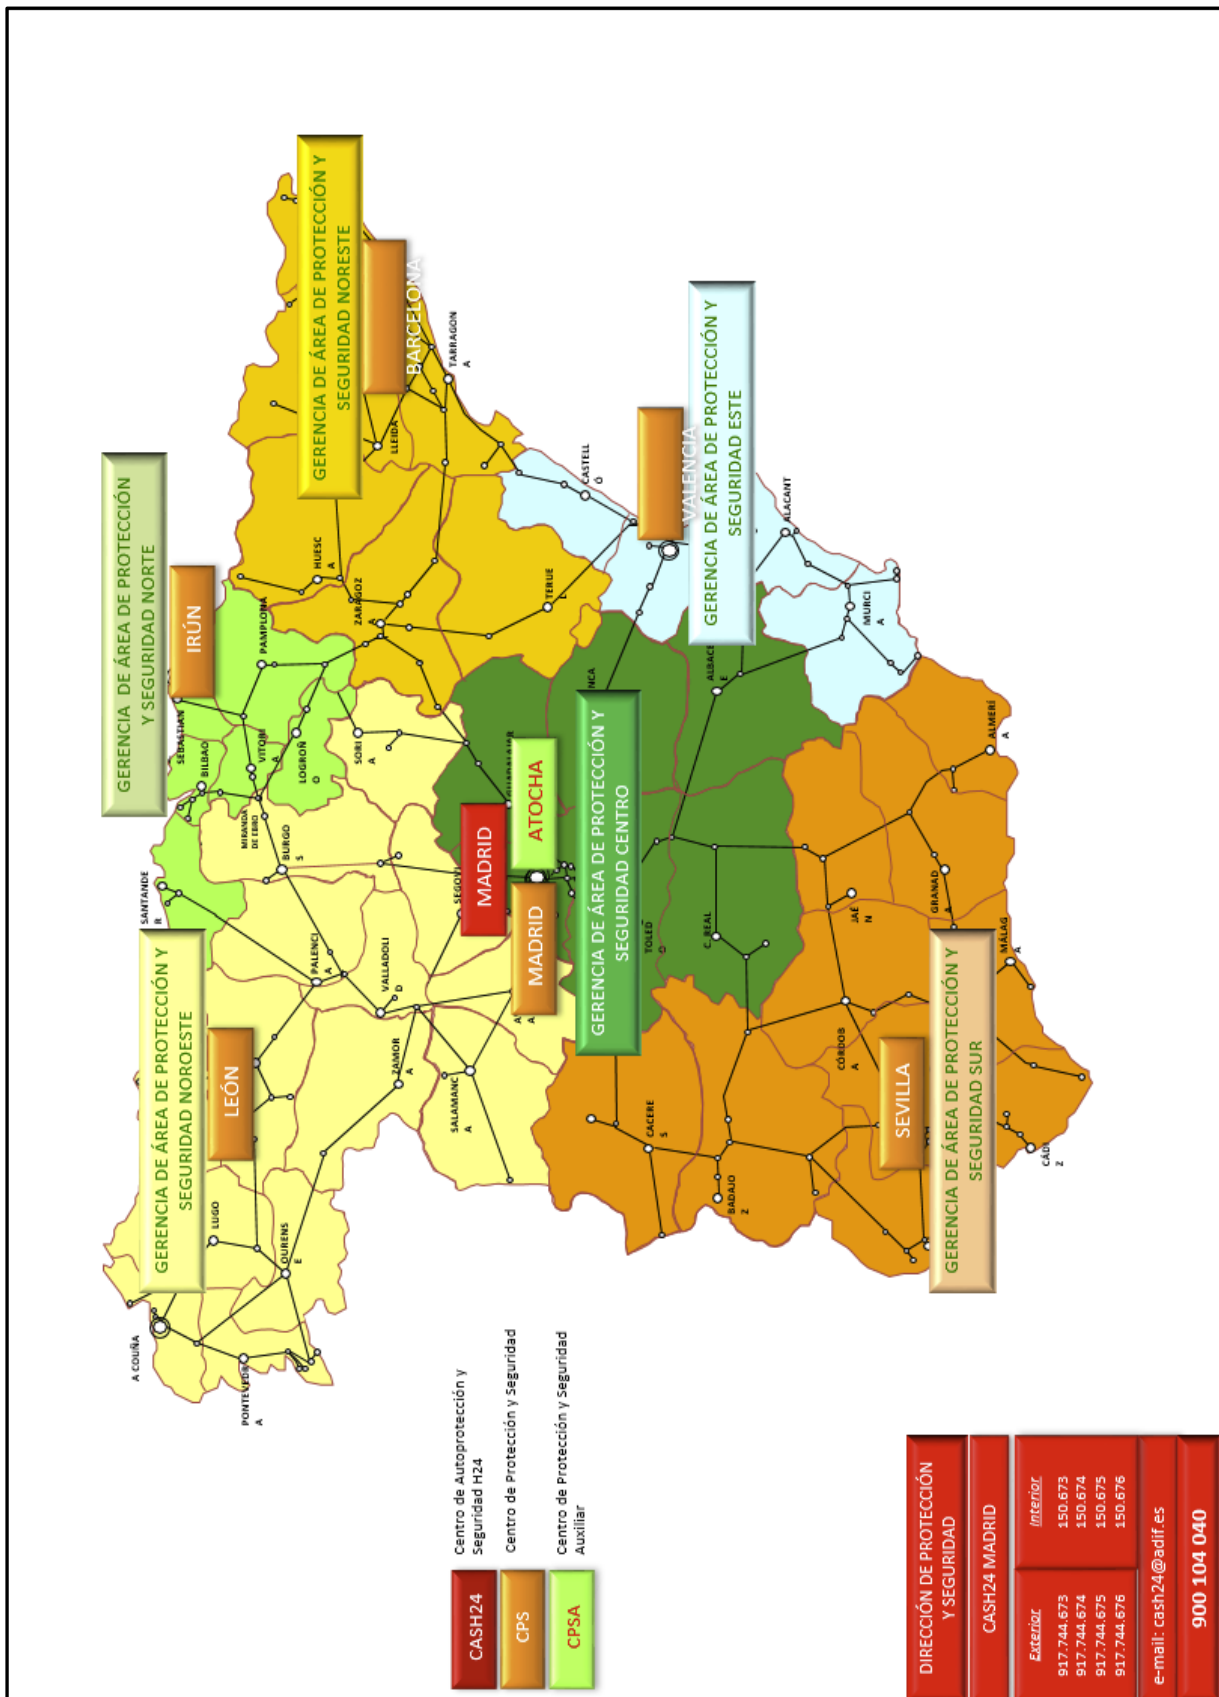 GERENCIA DE ÁREA DE PROTECCIÓN
Y SEGURIDAD NORTE
IRÚN
GERENCIA DE ÁREA DE PROTECCIÓN Y
SEGURIDAD NORESTE
BARCELONA
GERENCIA DE ÁREA DE PROTECCIÓN Y
SEGURIDAD NOROESTE
LEÓN
GERENCIA DE ÁREA DE PROTECCIÓN Y
SEGURIDAD CENTRO
MADRID
MADRID
ATOCHA
GERENCIA DE ÁREA DE PROTECCIÓN Y
SEGURIDAD ESTE
VALENCIA
GERENCIA DE ÁREA DE PROTECCIÓN Y
SEGURIDAD SUR
SEVILLA
A COUÑA
LUGO
PONTEVEDR
A
OURENS
E
SANTANDE
R
BILBAO
SEBASTIÁN
PAMPLONA
VITORI
A
MIRANDA
DE EBRO
LOGROÑ
O
BURGO
S
PALENCI
A
VALLADOLI
D
ZAMOR
A
SALAMANC
A
SEGOVI
SORI
A
HUESC
A
ZARAGOZ
A
TERUE
L
LLEIDA
TARRAGON
A
CASTELL
Ó
GUADALAJAR
NCA
TOLED
O
C. REAL
ALBACE
E
ALACANT
MURCI
A
CACERE
S
BADAJO
Z
CÓRDOB
A
JAÉ
N
GRANAD
A
ALMERÍ
A
MÁLAG
A
CÁDI
Z
CASH24
Centro de Autoprotección y
Seguridad H24
CPS
Centro de Protección y Seguridad
CPSA
Centro de Protección y Seguridad
Auxiliar
DIRECCIÓN DE PROTECCIÓN
Y SEGURIDAD
CASH24 MADRID
Exterior Interior
917.744.673 150.673
917.744.674 150.674
917.744.675 150.675
917.744.676 150.676
e-mail: cash24@adif.es
900 104 040